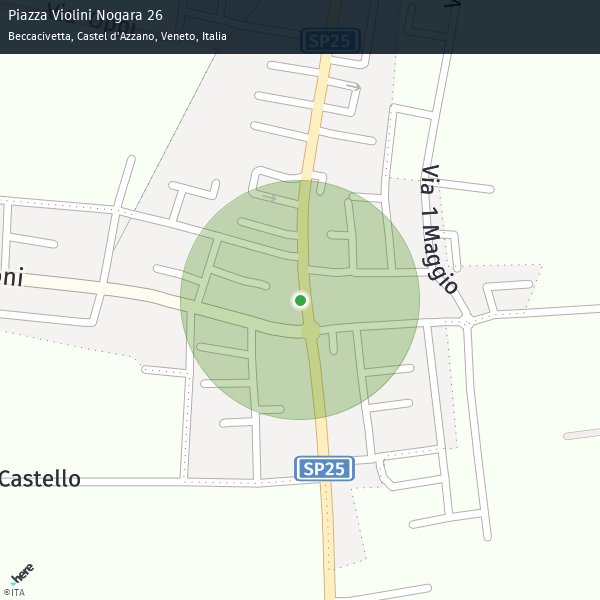 Piazza Violini Nogara 26
Beccacivetta, Castel d'Azzano, Veneto, Italia
SP25
Via 1 Maggio
oni
SP25
Castello
here
©ITA